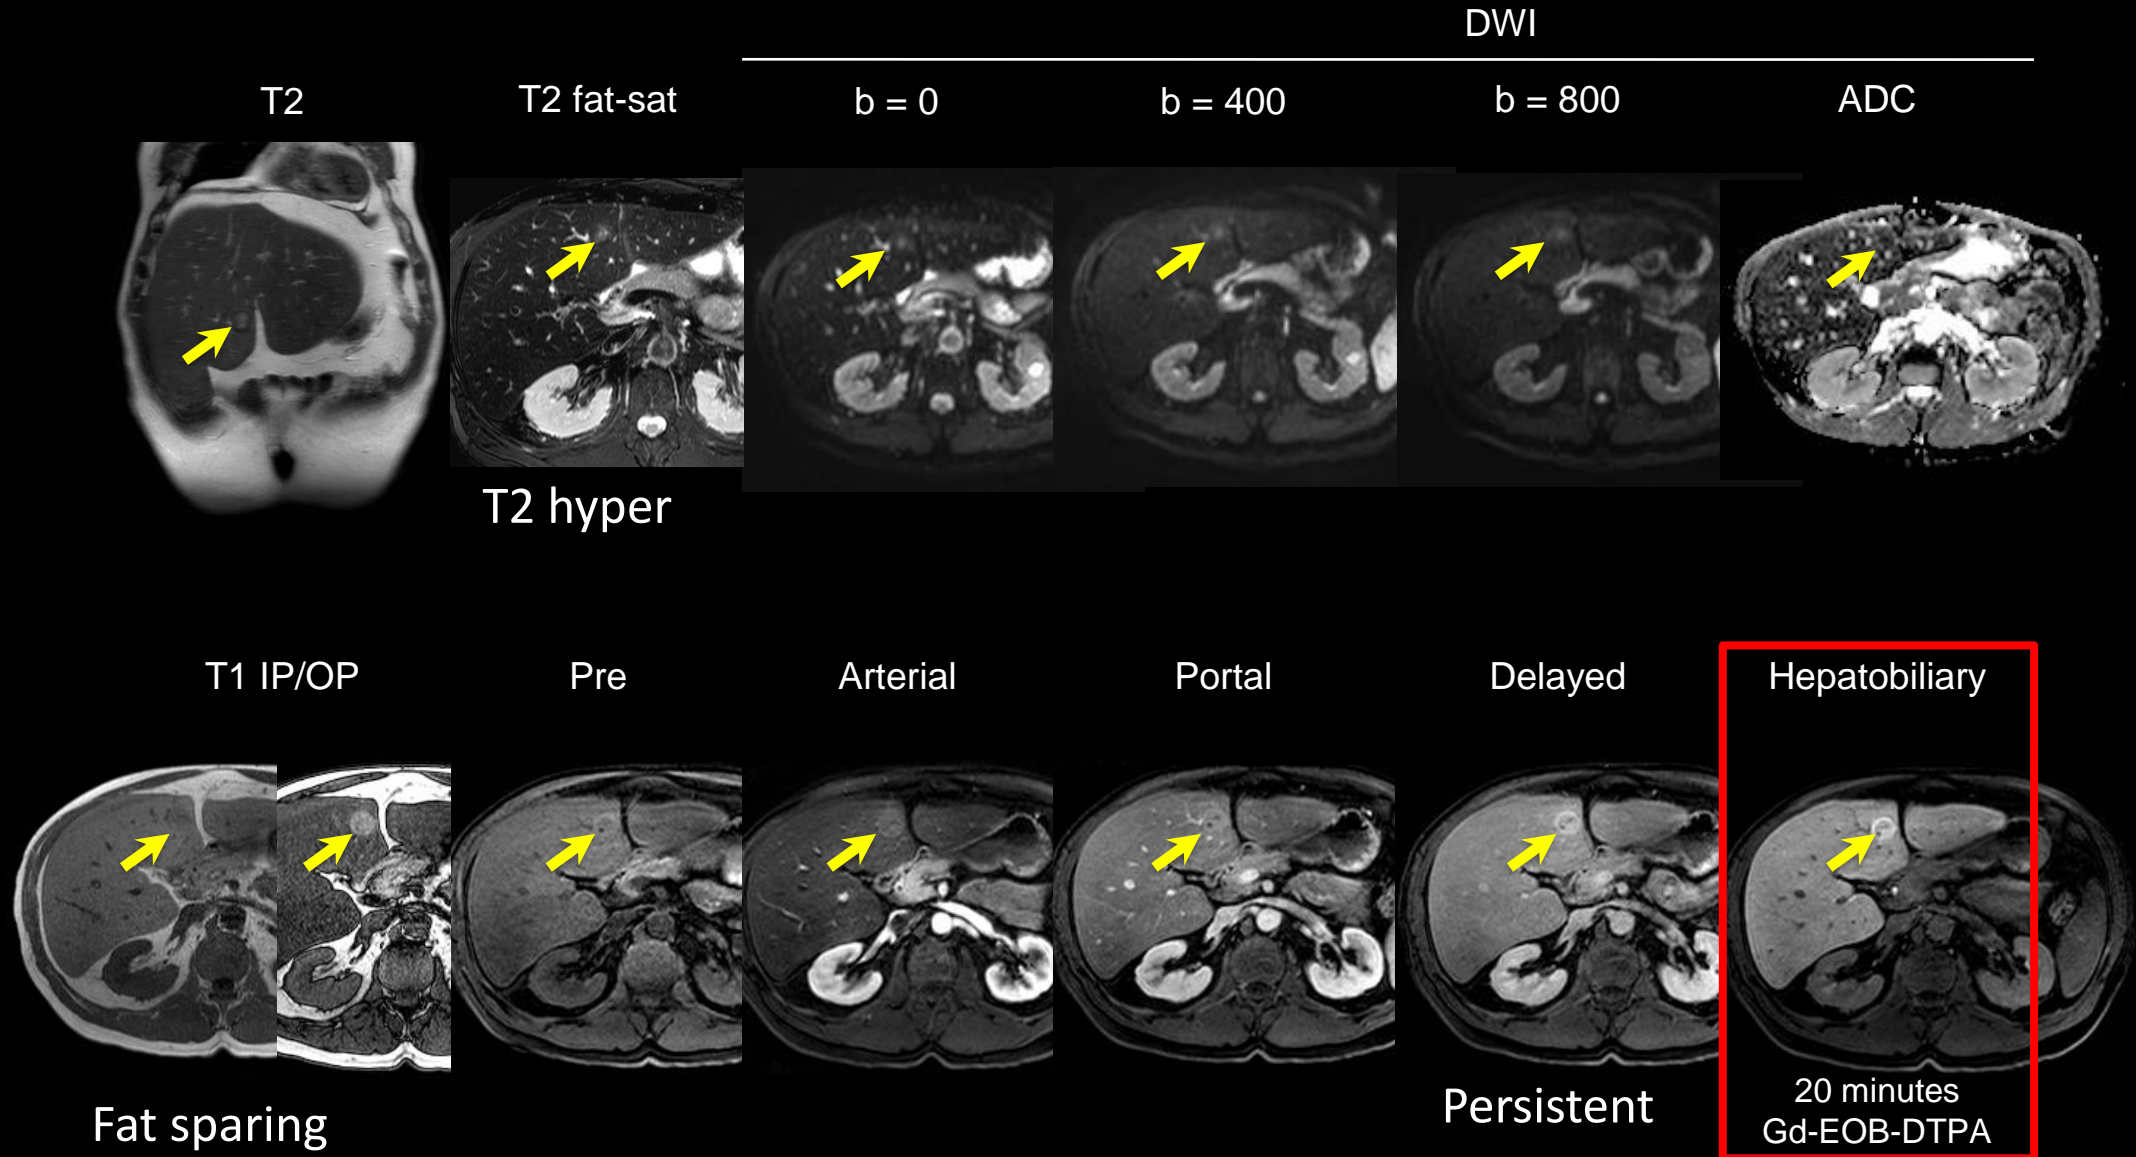 DWI
T2
T2 fat-sat
b = 0
b = 400
b = 800
ADC
T2 hyper
T1 IP/OP
Pre
Arterial
Portal
Delayed
Hepatobiliary
Fat sparing
Persistent
20 minutes
Gd-EOB-DTPA